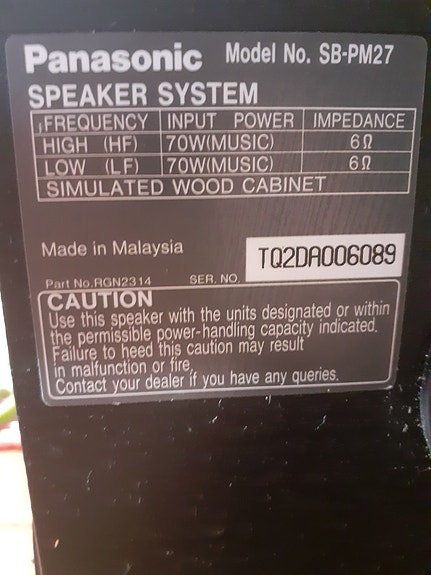 Panasonic Model No. SB-PM27
SPEAKER SYSTEM
FREQUENCY INPUT POWER IMPEDANCE
HIGH (HF) 70W(MUSIC) 6Ω
LOW (LF) 70W(MUSIC) 6Ω
SIMULATED WOOD CABINET
Made in Malaysia
TQ2DA006089
Part No.RGN2314 SER. NO.
CAUTION
Use this speaker with the units designated or within
the permissible power-handling capacity indicated.
Failure to heed this caution may result
in malfunction or fire.
Contact your dealer if you have any queries.